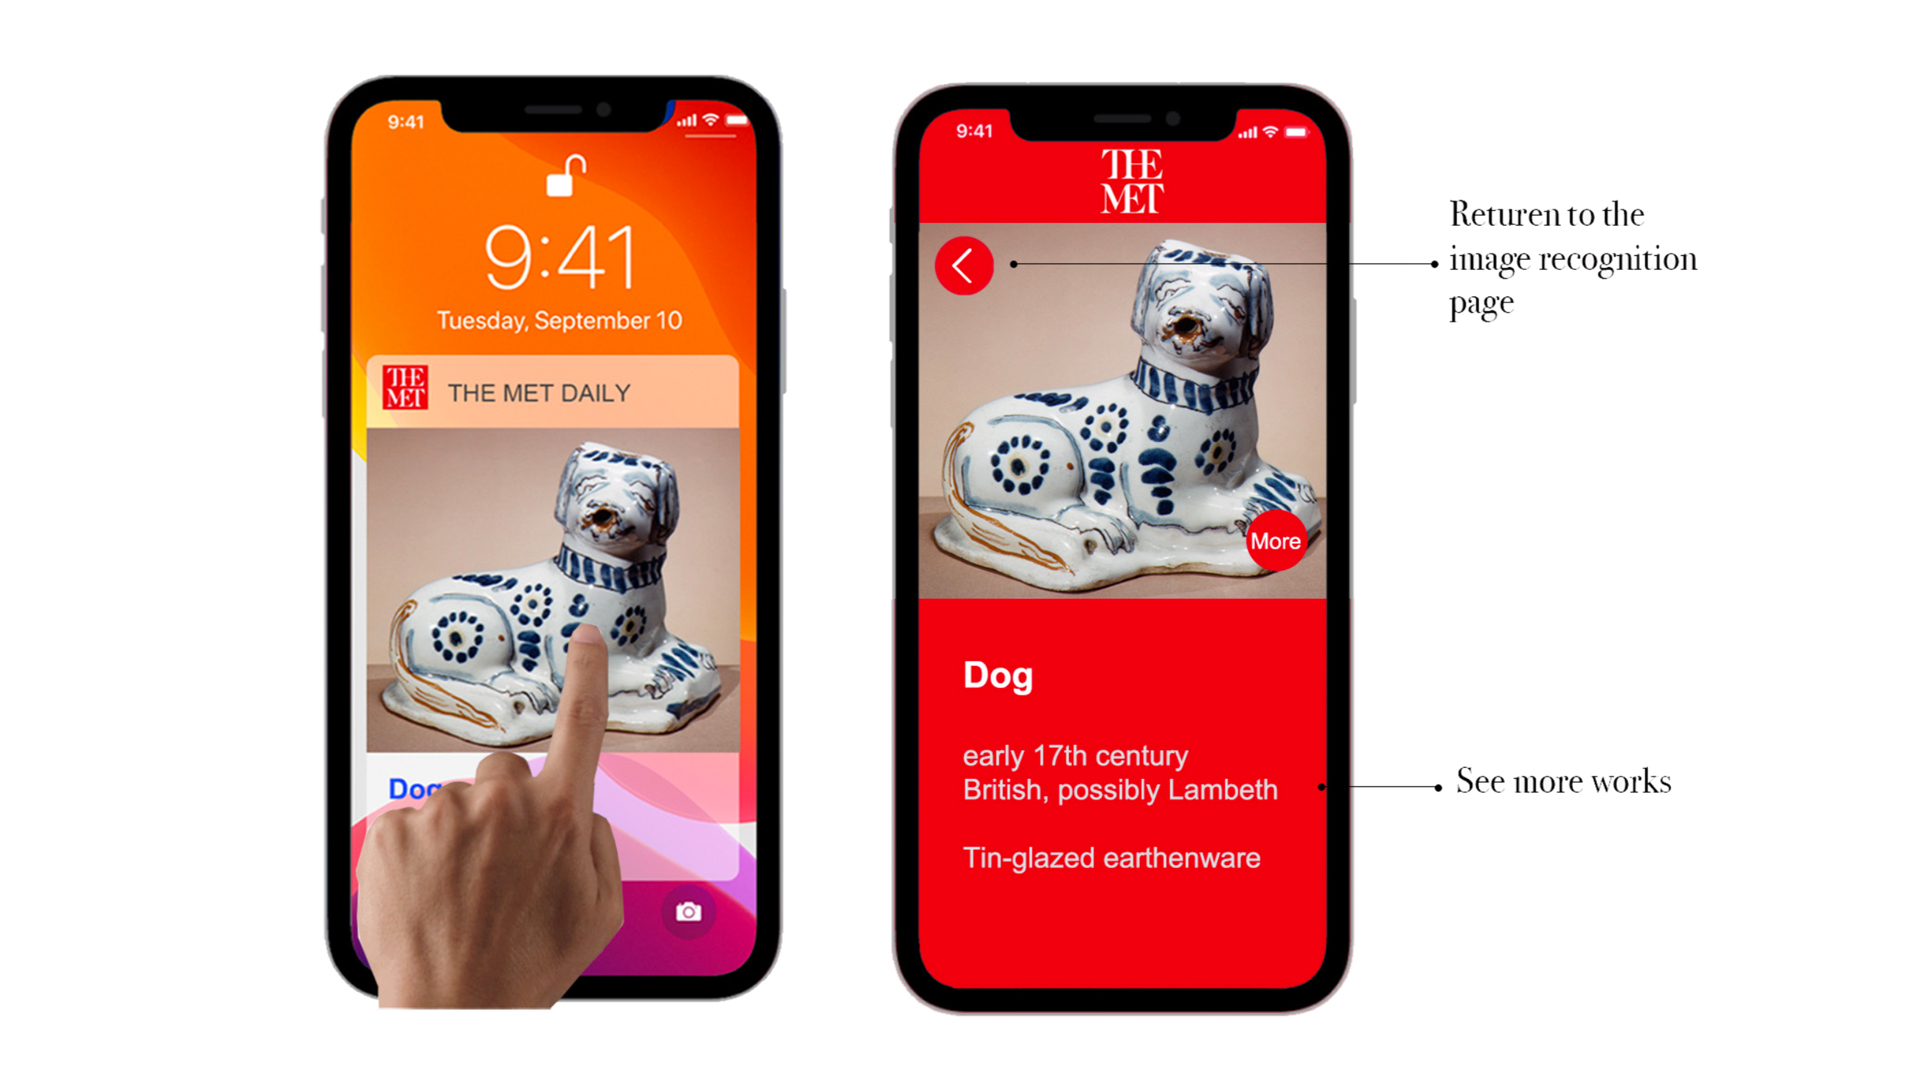 9:41
9:41
Tuesday, September 10
THE
MET
THE MET DAILY
Dog
9:41
THE
MET
More
Dog
early 17th century
British, possibly Lambeth
Tin-glazed earthenware
Returen to the
image recognition
page
See more works